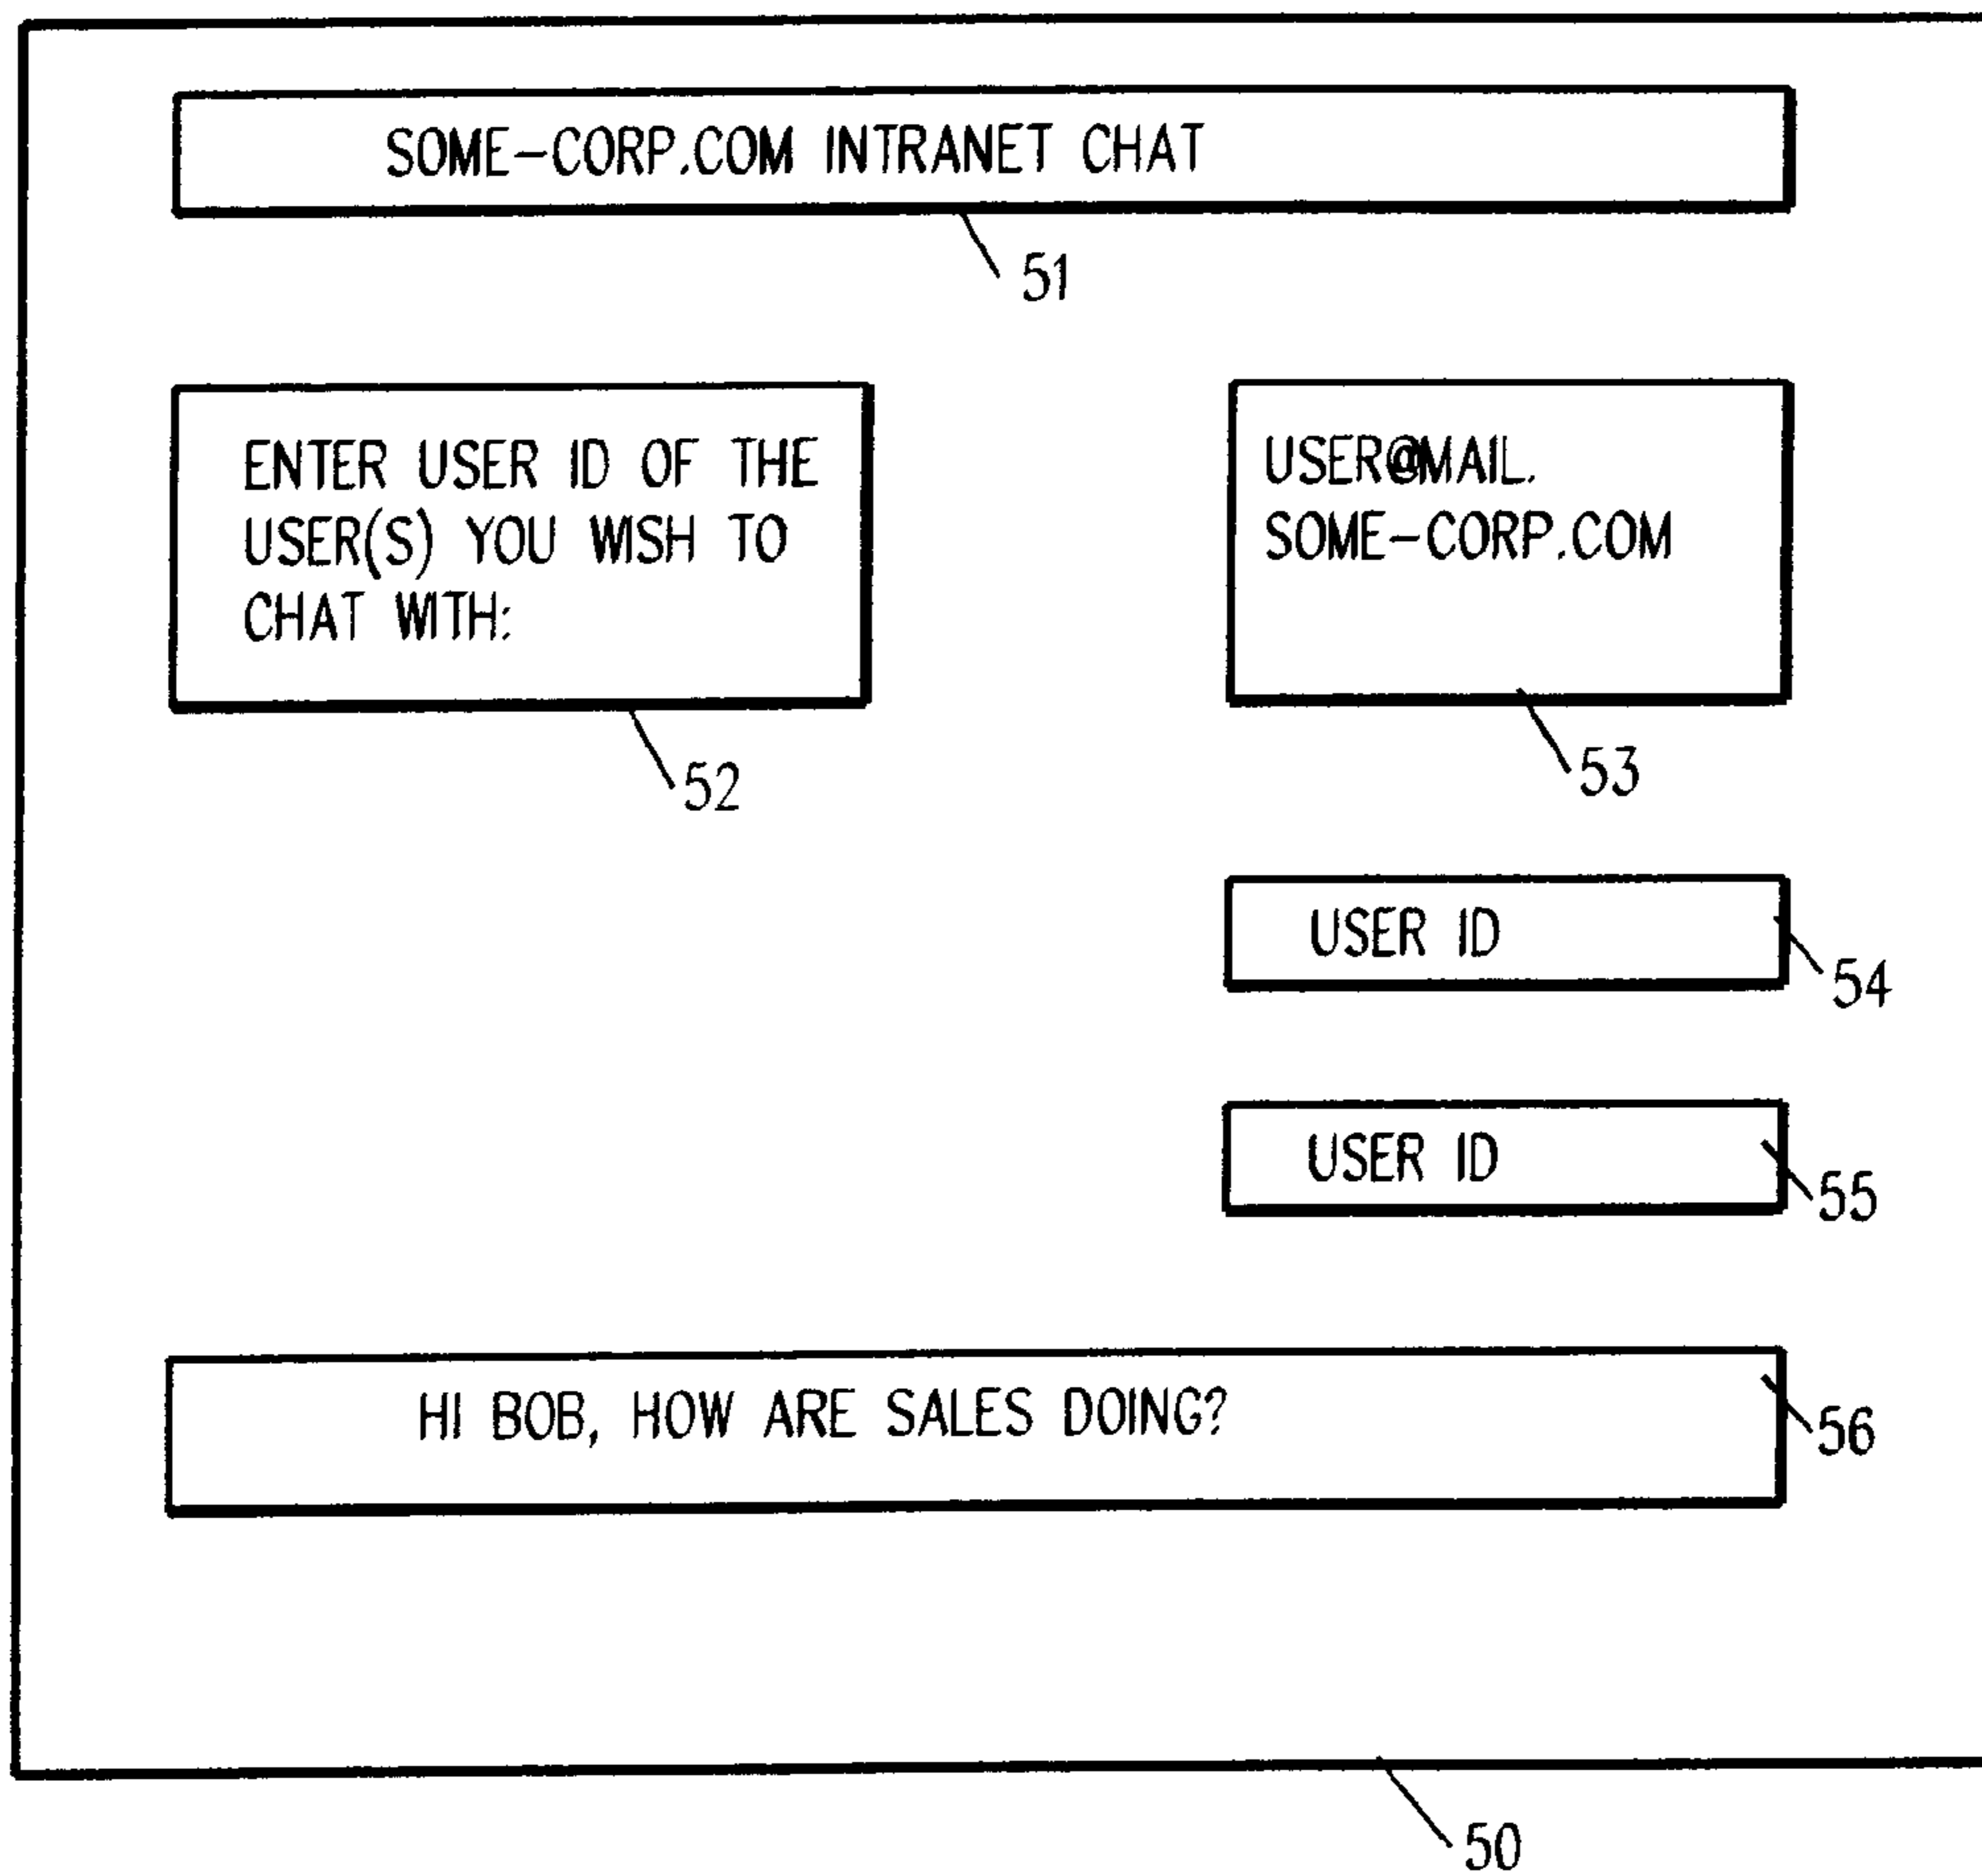 SOME-CORP.COM INTRANET CHAT
51
ENTER USER ID OF THE
USER(S) YOU WISH TO
CHAT WITH:
52
USER@MAIL.
SOME-CORP.COM
53
USER ID
54
USER ID
55
HI BOB, HOW ARE SALES DOING?
56
50